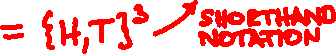 = {H,T}³ SHORTHAND
NOTATION